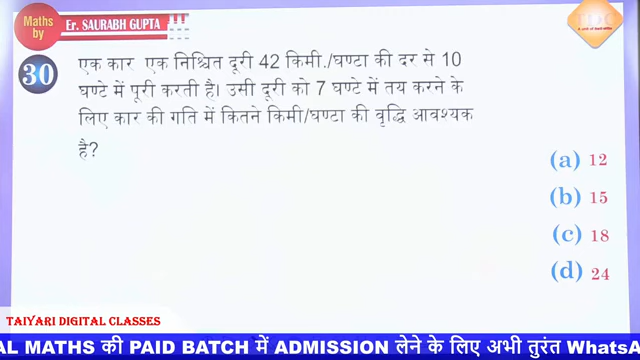 Maths
by
Er. SAURABH GUPTA
TDC
30
एक कार एक निश्चित दूरी 42 किमी./घण्टा की दर से 10
घण्टे में पूरी करती है। उसी दूरी को 7 घण्टे में तय करने के
लिए कार की गति में कितने किमी/घण्टा की वृद्धि आवश्यक
है?
(a) 12
(b) 15
(c) 18
(d) 24
TAIYARI DIGITAL CLASSES
AL MATHS की PAID BATCH में ADMISSION लेने के लिए अभी तुरंत WhatsA